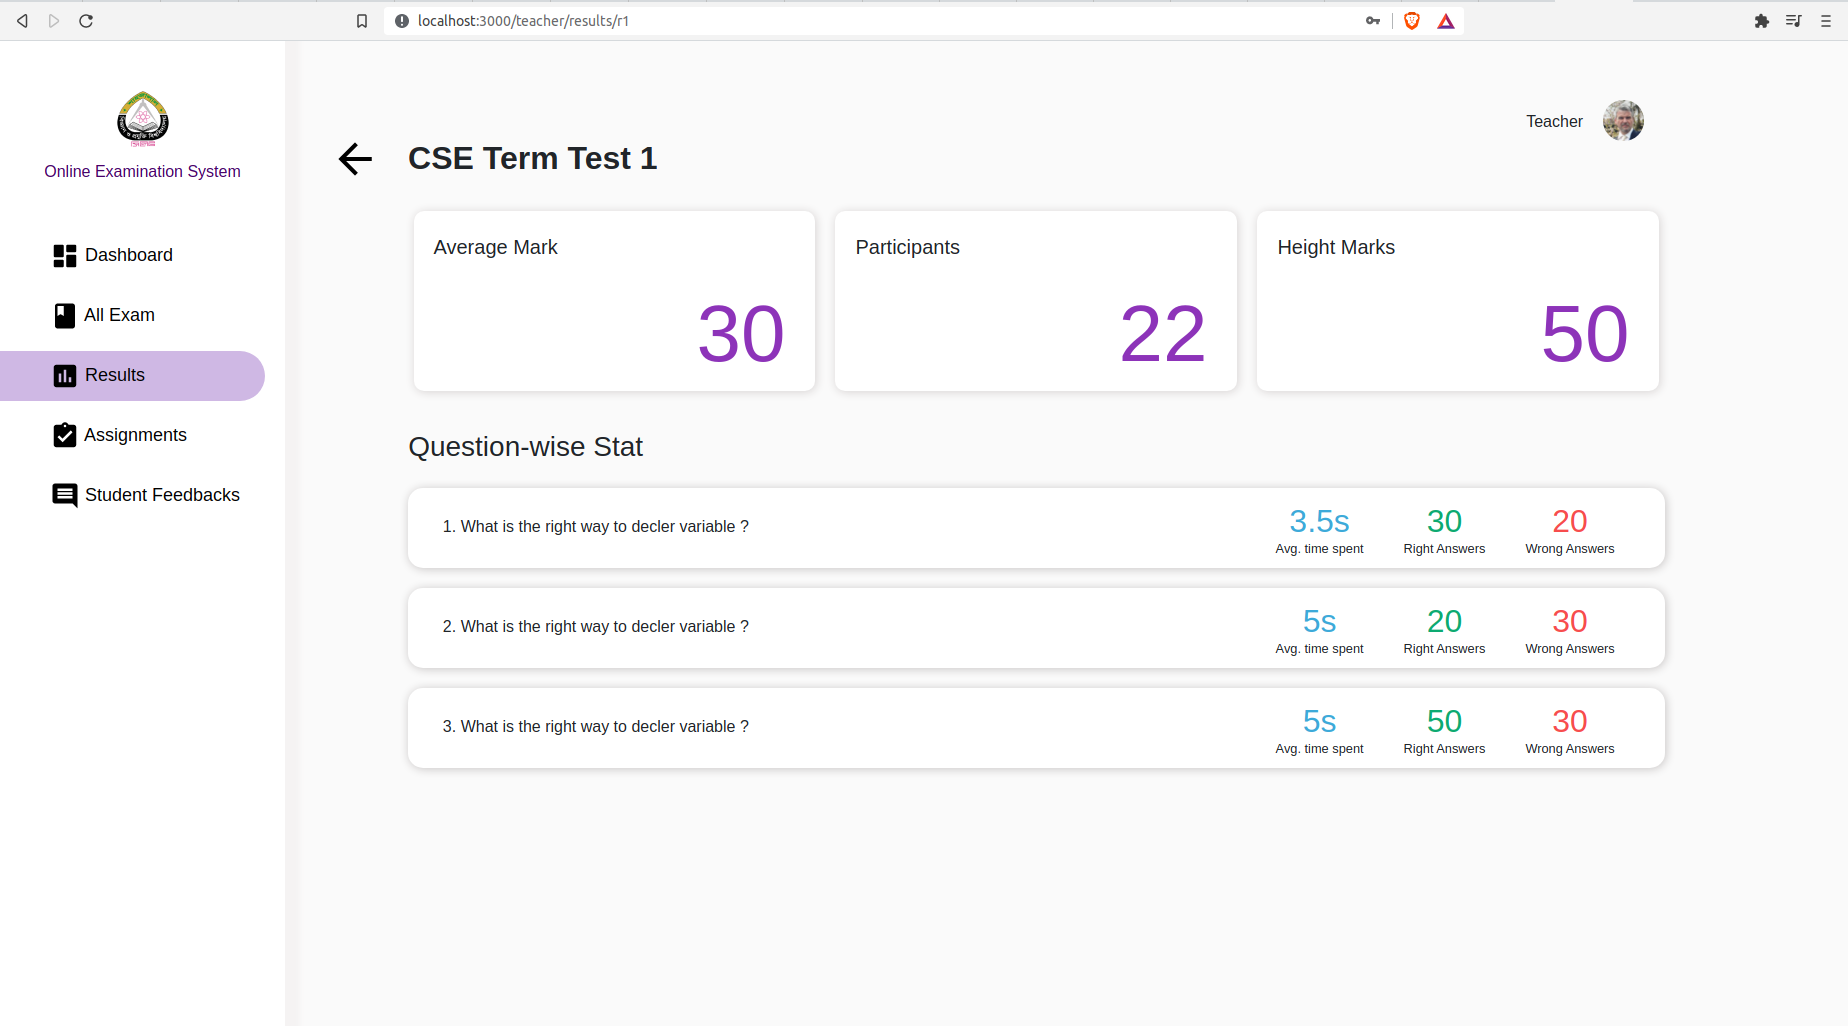 localhost:3000/teacher/results/r1
Online Examination System
Dashboard
All Exam
Results
Assignments
Student Feedbacks
Teacher
CSE Term Test 1
Average Mark
30
Participants
22
Height Marks
50
Question-wise Stat
1. What is the right way to decler variable ?
3.5s
Avg. time spent
30
Right Answers
20
Wrong Answers
2. What is the right way to decler variable ?
5s
Avg. time spent
20
Right Answers
30
Wrong Answers
3. What is the right way to decler variable ?
5s
Avg. time spent
50
Right Answers
30
Wrong Answers